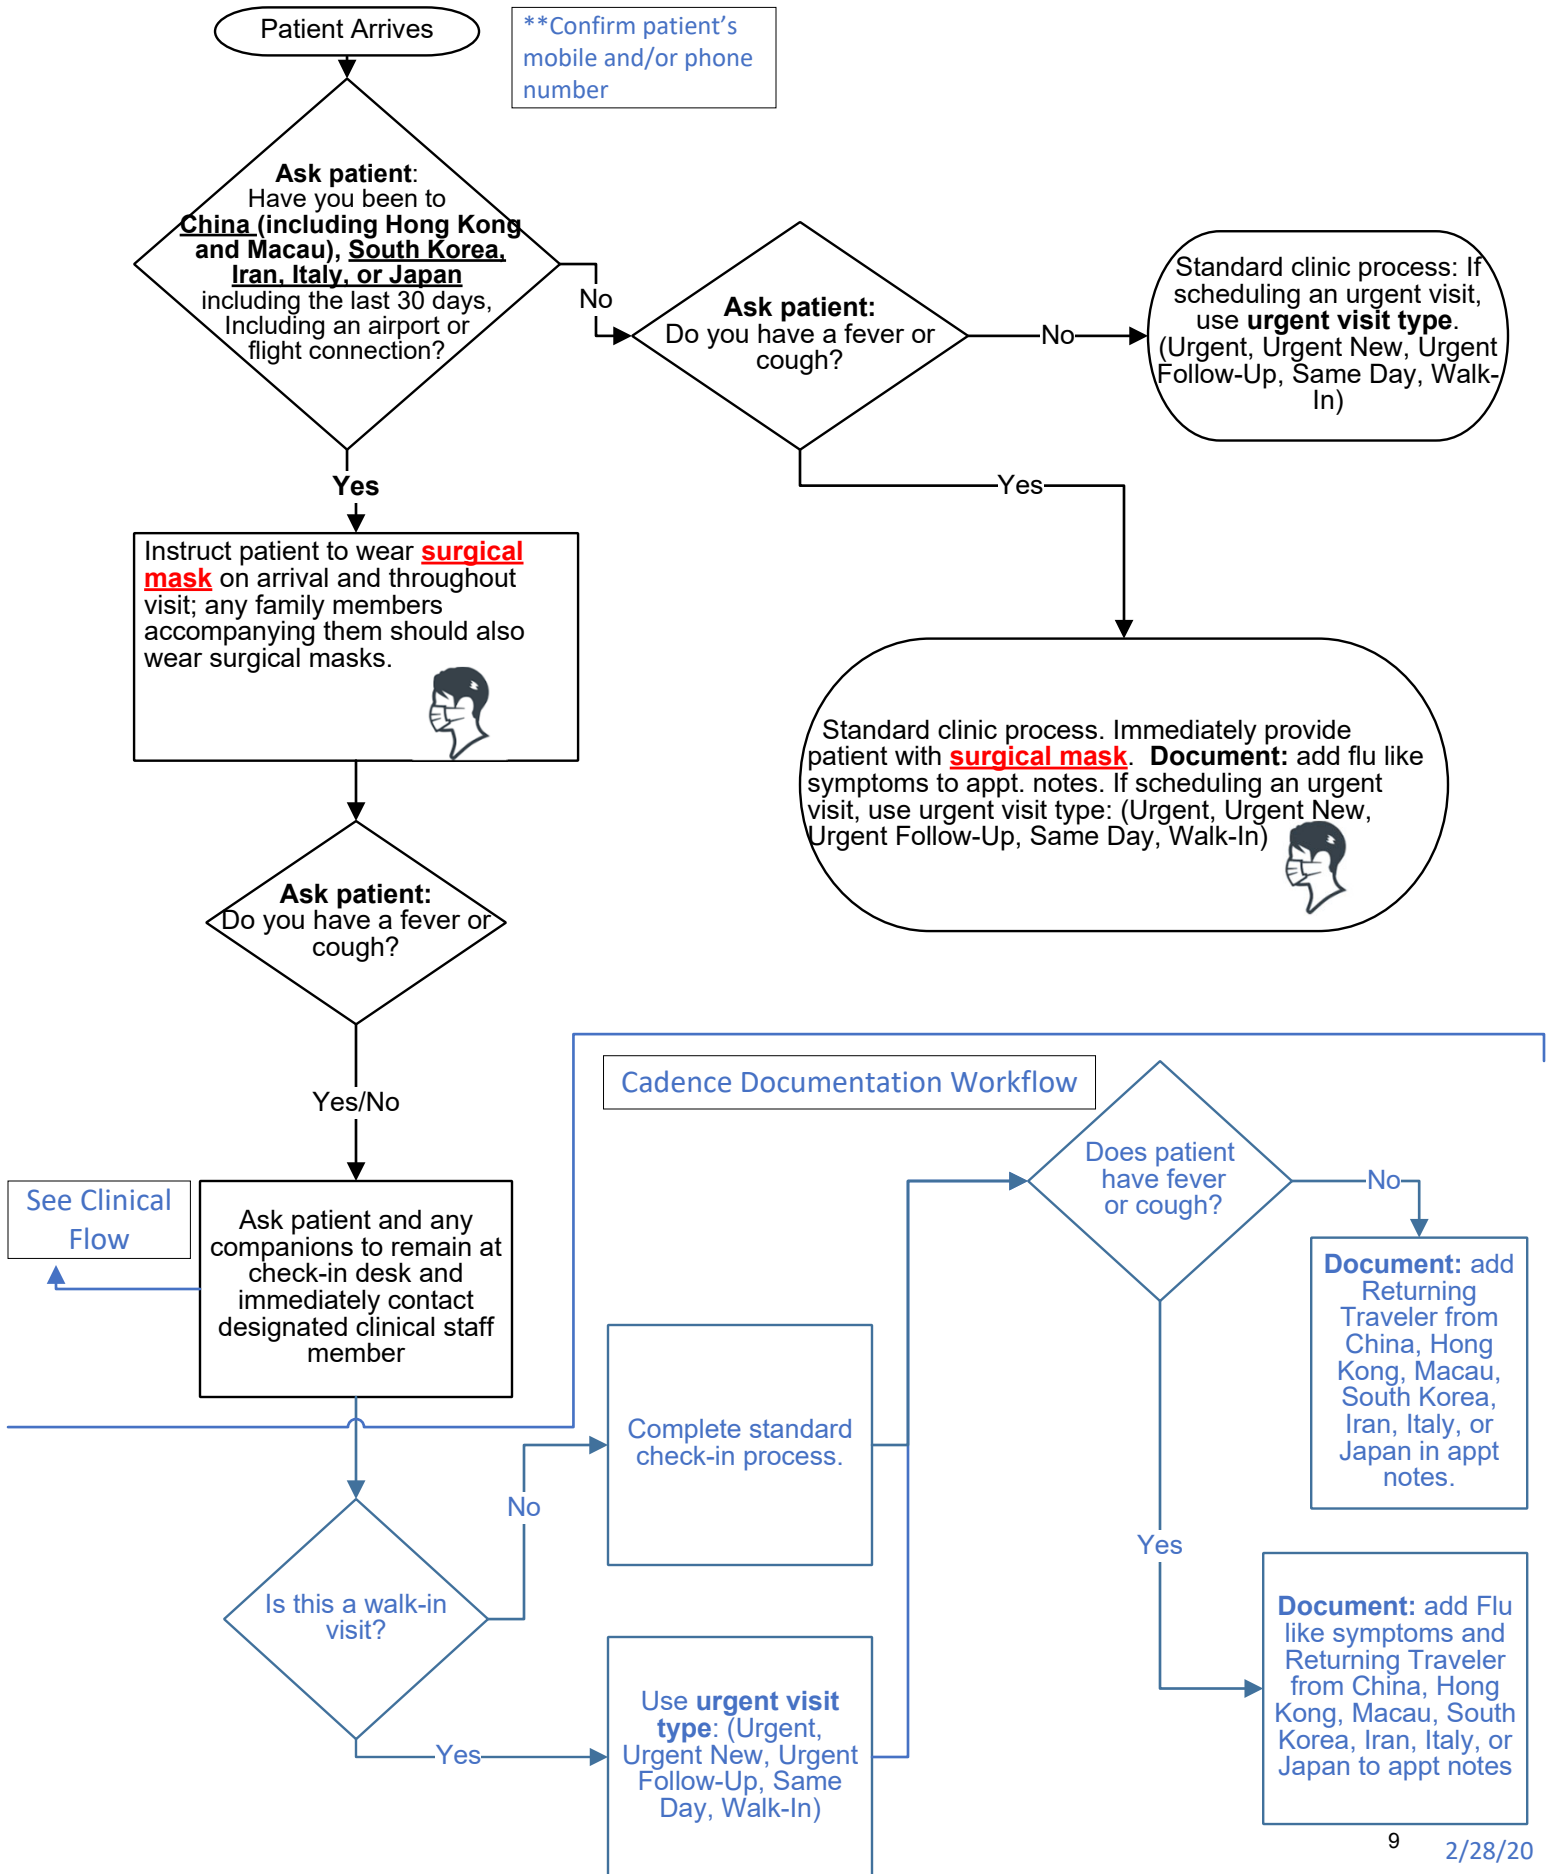 Patient Arrives
**Confirm patient's
mobile and/or phone
number
Ask patient:
Have you been to
China (including Hong Kong
and Macau), South Korea,
Iran, Italy, or Japan
including the last 30 days,
Including an airport or
flight connection?
No
Ask patient:
Do you have a fever or
cough?
No
Standard clinic process: If
scheduling an urgent visit,
use urgent visit type.
(Urgent, Urgent New, Urgent
Follow-Up, Same Day, Walk-
In)
Yes
Yes
Instruct patient to wear surgical
mask on arrival and throughout
visit; any family members
accompanying them should also
wear surgical masks.
Standard clinic process. Immediately provide
patient with surgical mask.  Document: add flu like
symptoms to appt. notes. If scheduling an urgent
visit, use urgent visit type: (Urgent, Urgent New,
Urgent Follow-Up, Same Day, Walk-In)
Ask patient:
Do you have a fever or
cough?
Yes/No
Cadence Documentation Workflow
See Clinical
Flow
Ask patient and any
companions to remain at
check-in desk and
immediately contact
designated clinical staff
member
Does patient
have fever
or cough?
No
Document: add
Returning
Traveler from
China, Hong
Kong, Macau,
South Korea,
Iran, Italy, or
Japan in appt
notes.
Complete standard
check-in process.
No
Is this a walk-in
visit?
Yes
Yes
Use urgent visit
type: (Urgent,
Urgent New, Urgent
Follow-Up, Same
Day, Walk-In)
Document: add Flu
like symptoms and
Returning Traveler
from China, Hong
Kong, Macau, South
Korea, Iran, Italy, or
Japan to appt notes
9
2/28/20